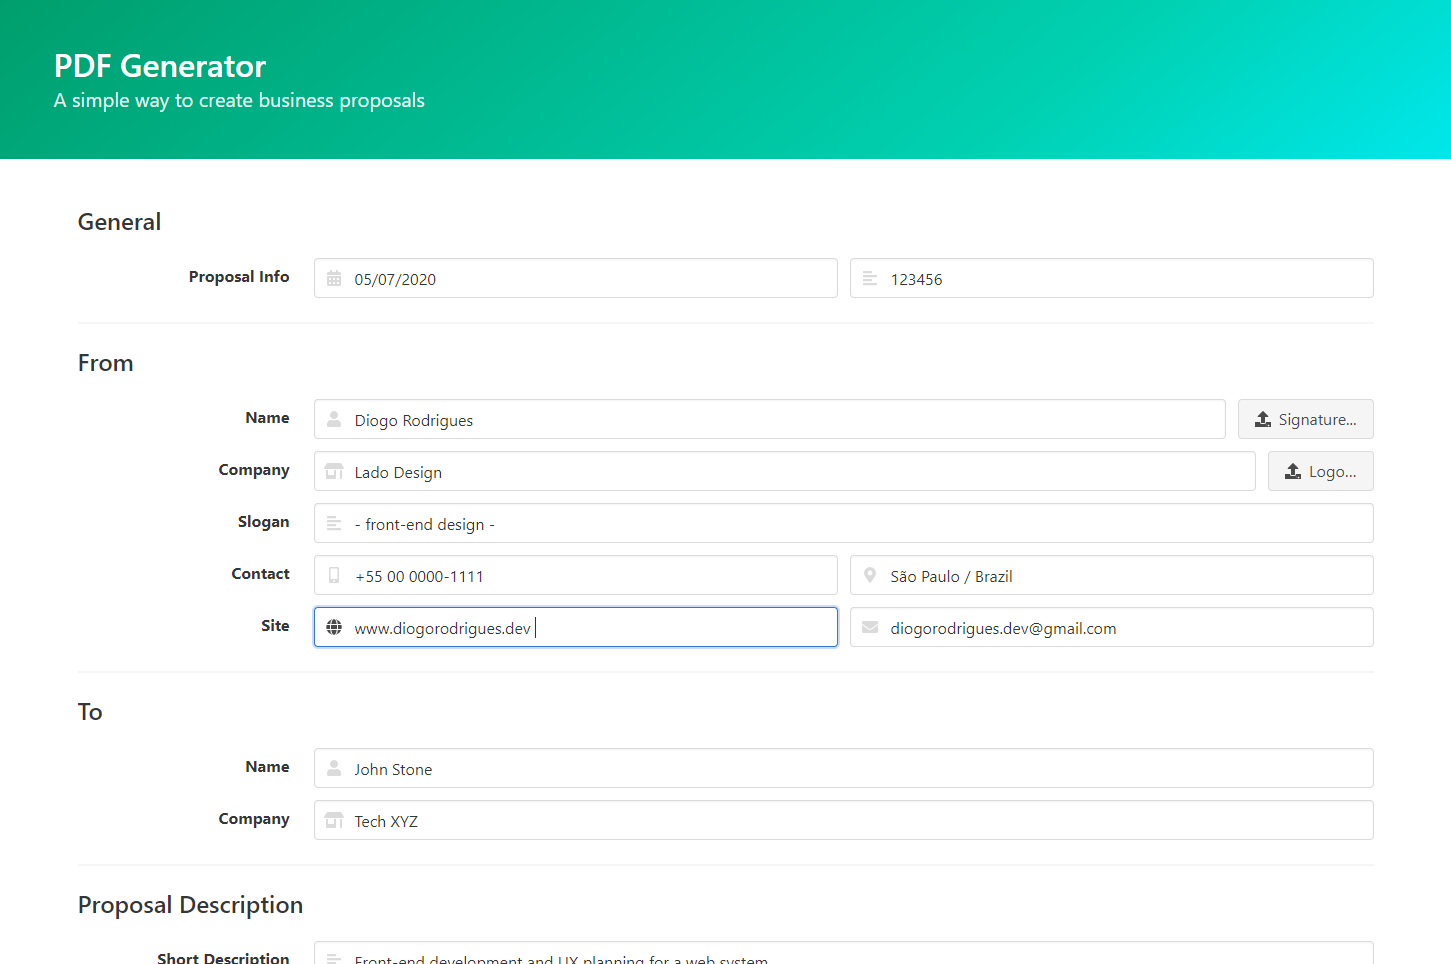 PDF Generator
A simple way to create business proposals
General
Proposal Info 05/07/2020 123456
From
Name Diogo Rodrigues Signature...
Company Lado Design Logo...
Slogan - front-end design -
Contact +55 00 0000-1111 São Paulo / Brazil
Site www.diogorodrigues.dev diogorodrigues.dev@gmail.com
To
Name John Stone
Company Tech XYZ
Proposal Description
Short Description Front-end development and UX planning for a web system